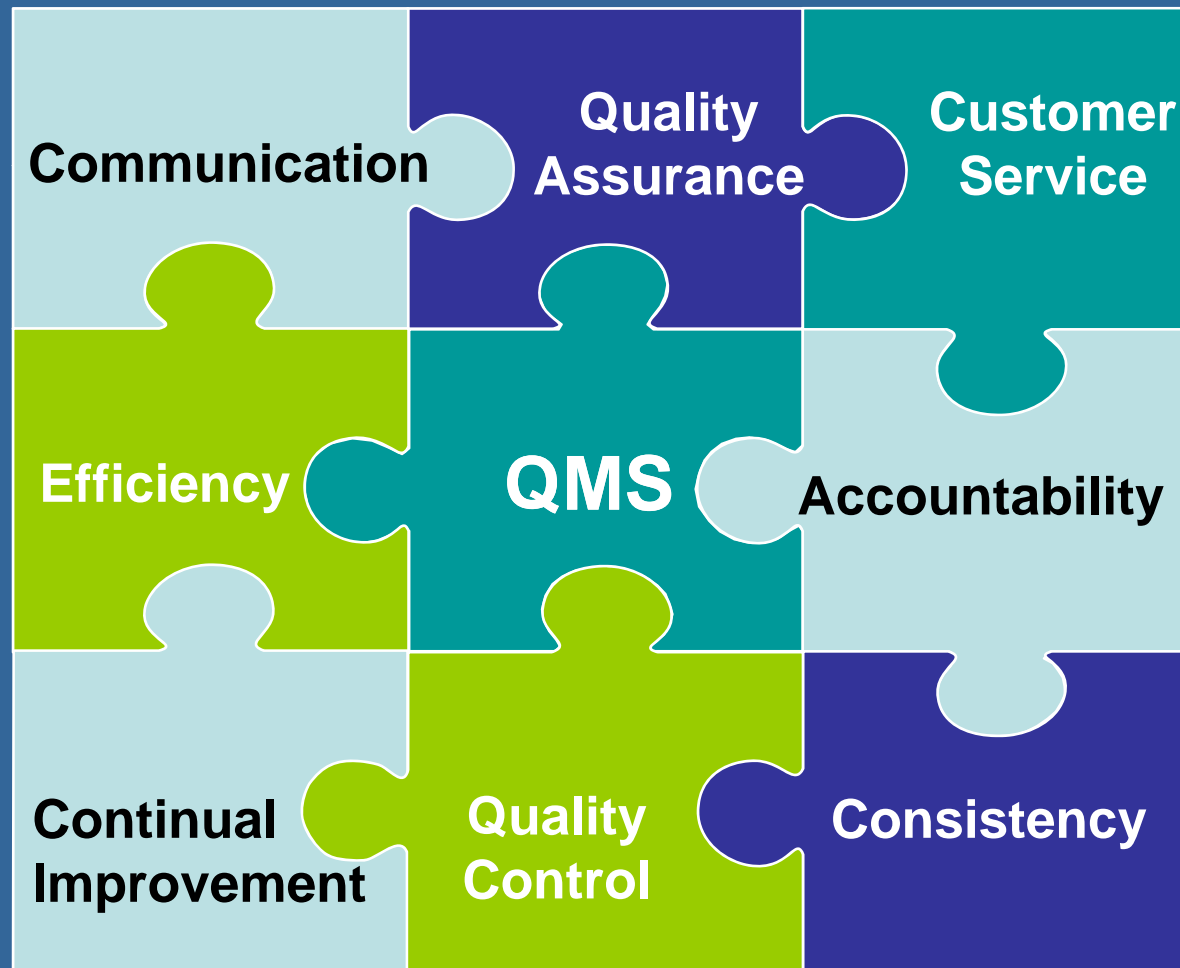 Communication
Quality
Assurance
Customer
Service
Efficiency
QMS
Accountability
Continual
Improvement
Quality
Control
Consistency